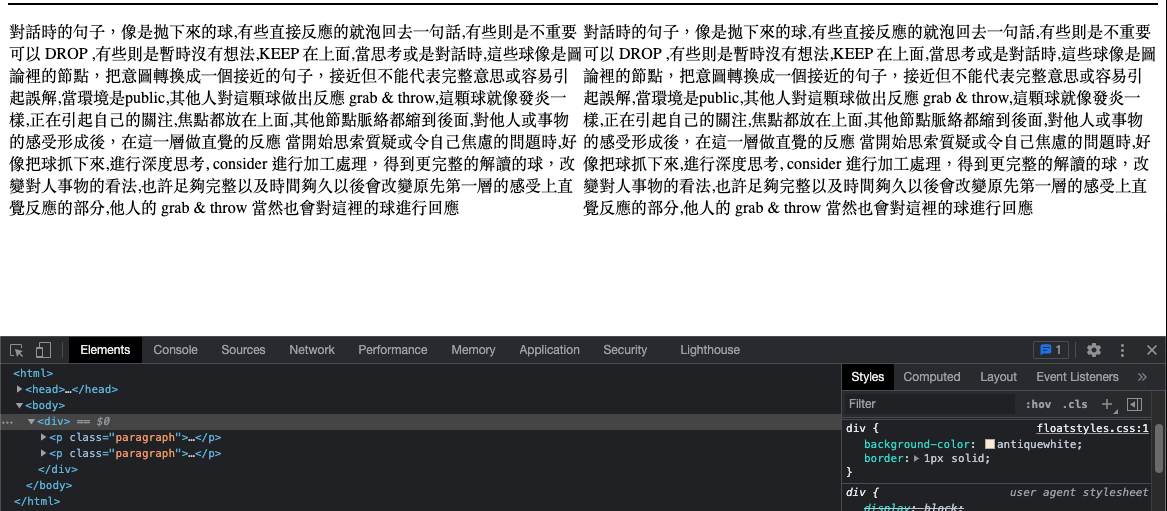 對話時的句子，像是拋下來的球,有些直接反應的就泡回去一句話,有些則是不重要
可以 DROP ,有些則是暫時沒有想法,KEEP 在上面,當思考或是對話時,這些球像是圖
論裡的節點，把意圖轉換成一個接近的句子，接近但不能代表完整意思或容易引
起誤解,當環境是public,其他人對這顆球做出反應 grab & throw,這顆球就像發炎一
樣,正在引起自己的關注,焦點都放在上面,其他節點脈絡都縮到後面,對他人或事物
的感受形成後，在這一層做直覺的反應 當開始思索質疑或令自己焦慮的問題時,好
像把球抓下來,進行深度思考, consider 進行加工處理，得到更完整的解讀的球，改
變對人事物的看法,也許足夠完整以及時間夠久以後會改變原先第一層的感受上直
覺反應的部分,他人的 grab & throw 當然也會對這裡的球進行回應
對話時的句子，像是拋下來的球,有些直接反應的就泡回去一句話,有些則是不重要
可以 DROP ,有些則是暫時沒有想法,KEEP 在上面,當思考或是對話時,這些球像是圖
論裡的節點，把意圖轉換成一個接近的句子，接近但不能代表完整意思或容易引
起誤解,當環境是public,其他人對這顆球做出反應 grab & throw,這顆球就像發炎一
樣,正在引起自己的關注,焦點都放在上面,其他節點脈絡都縮到後面,對他人或事物
的感受形成後，在這一層做直覺的反應 當開始思索質疑或令自己焦慮的問題時,好
像把球抓下來,進行深度思考, consider 進行加工處理，得到更完整的解讀的球，改
變對人事物的看法,也許足夠完整以及時間夠久以後會改變原先第一層的感受上直
覺反應的部分,他人的 grab & throw 當然也會對這裡的球進行回應
Elements Console Sources Network Performance Memory Application Security Lighthouse 1
<html>
<head>…</head>
<body>
<div> == $0
<p class="paragraph">…</p>
<p class="paragraph">…</p>
</div>
</body>
</html>
Styles Computed Layout Event Listeners »
Filter :hov .cls
div { floatstyles.css:1
background-color: antiquewhite;
border: 1px solid;
}
div { user agent stylesheet
display: block;